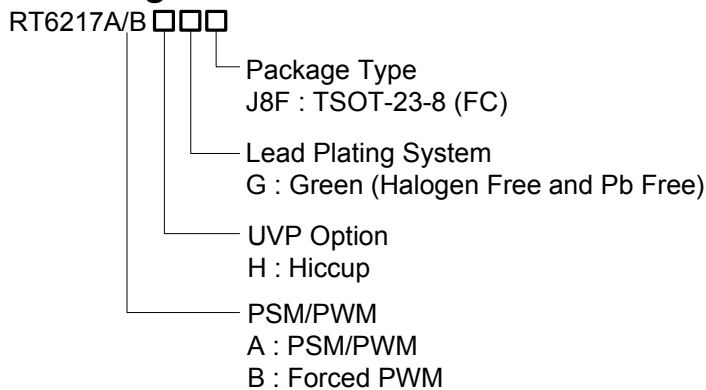 RT6217A/B
Package Type
J8F : TSOT-23-8 (FC)
Lead Plating System
G : Green (Halogen Free and Pb Free)
UVP Option
H : Hiccup
PSM/PWM
A : PSM/PWM
B : Forced PWM